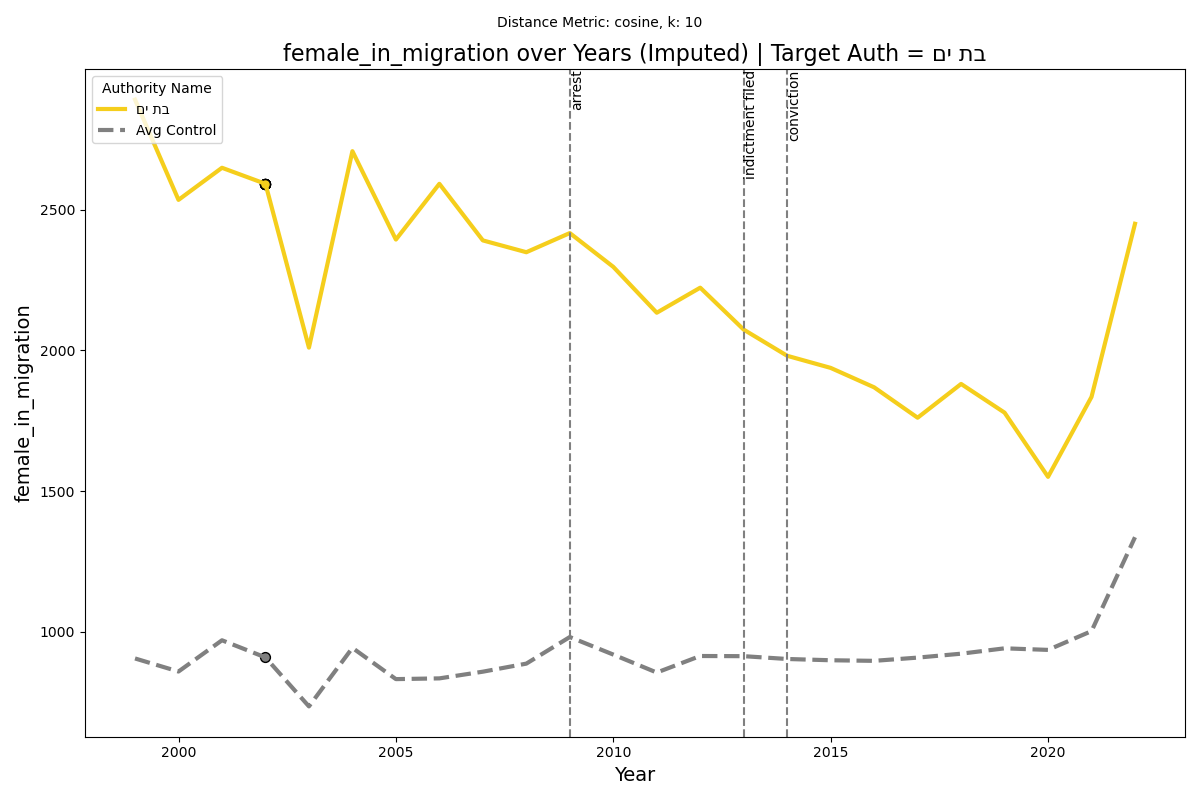 Distance Metric: cosine, k: 10
female_in_migration over Years (Imputed) | Target Auth = בת ים
Authority Name
בת ים
Avg Control
arrest
indictment filed
conviction
female_in_migration
2500
2000
1500
1000
2000
2005
2010
2015
2020
Year